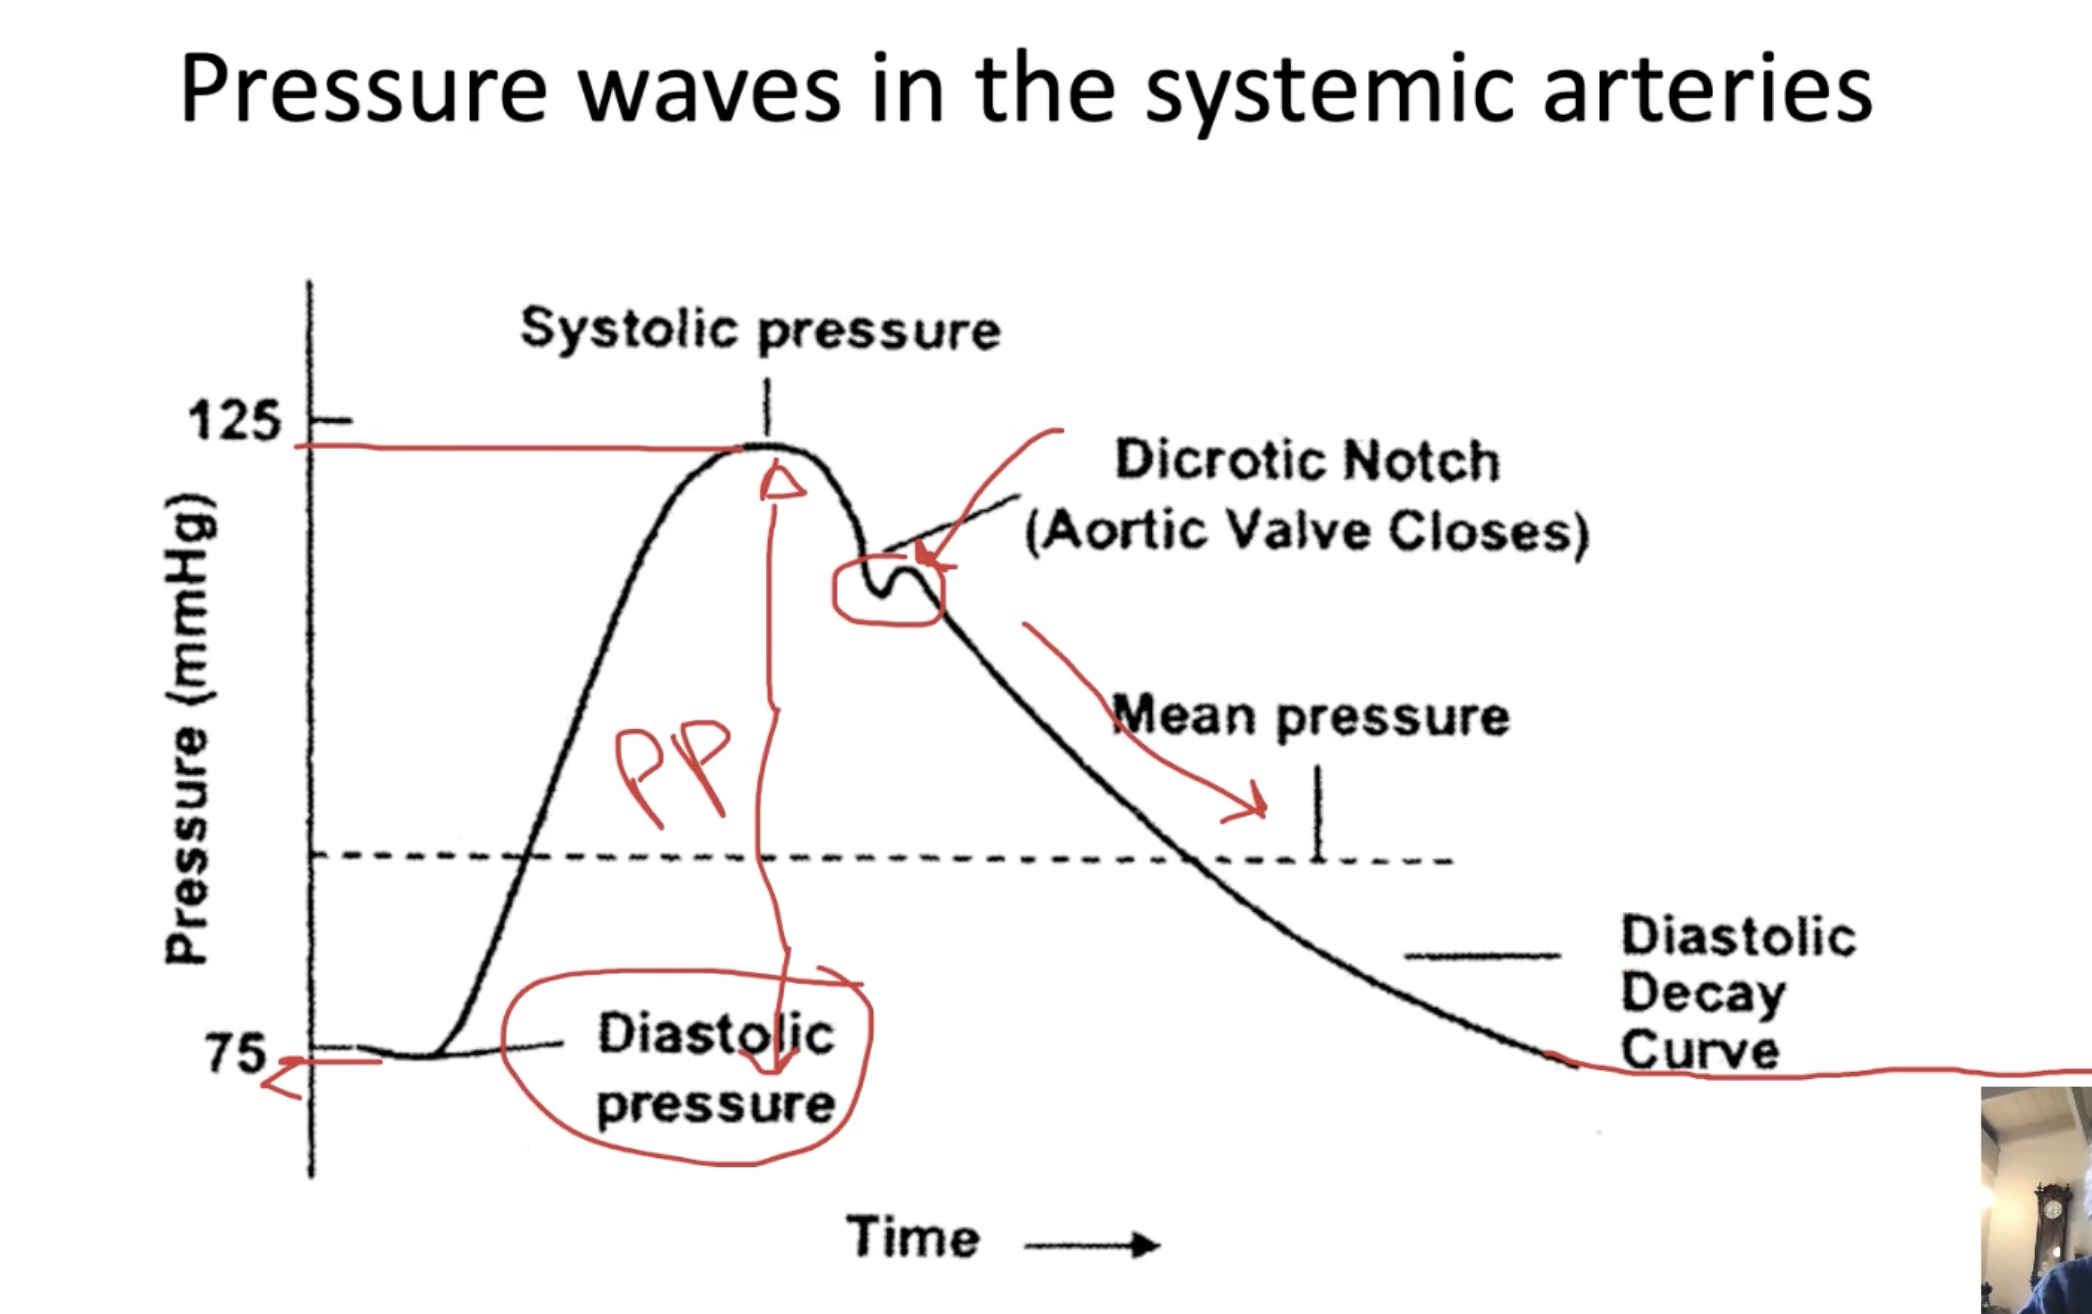 Pressure waves in the systemic arteries
Systolic pressure
125
Dicrotic Notch
(Aortic Valve Closes)
Pressure (mmHg)
PP
Mean pressure
Diastolic
Decay
Curve
75
Diastolic
pressure
Time